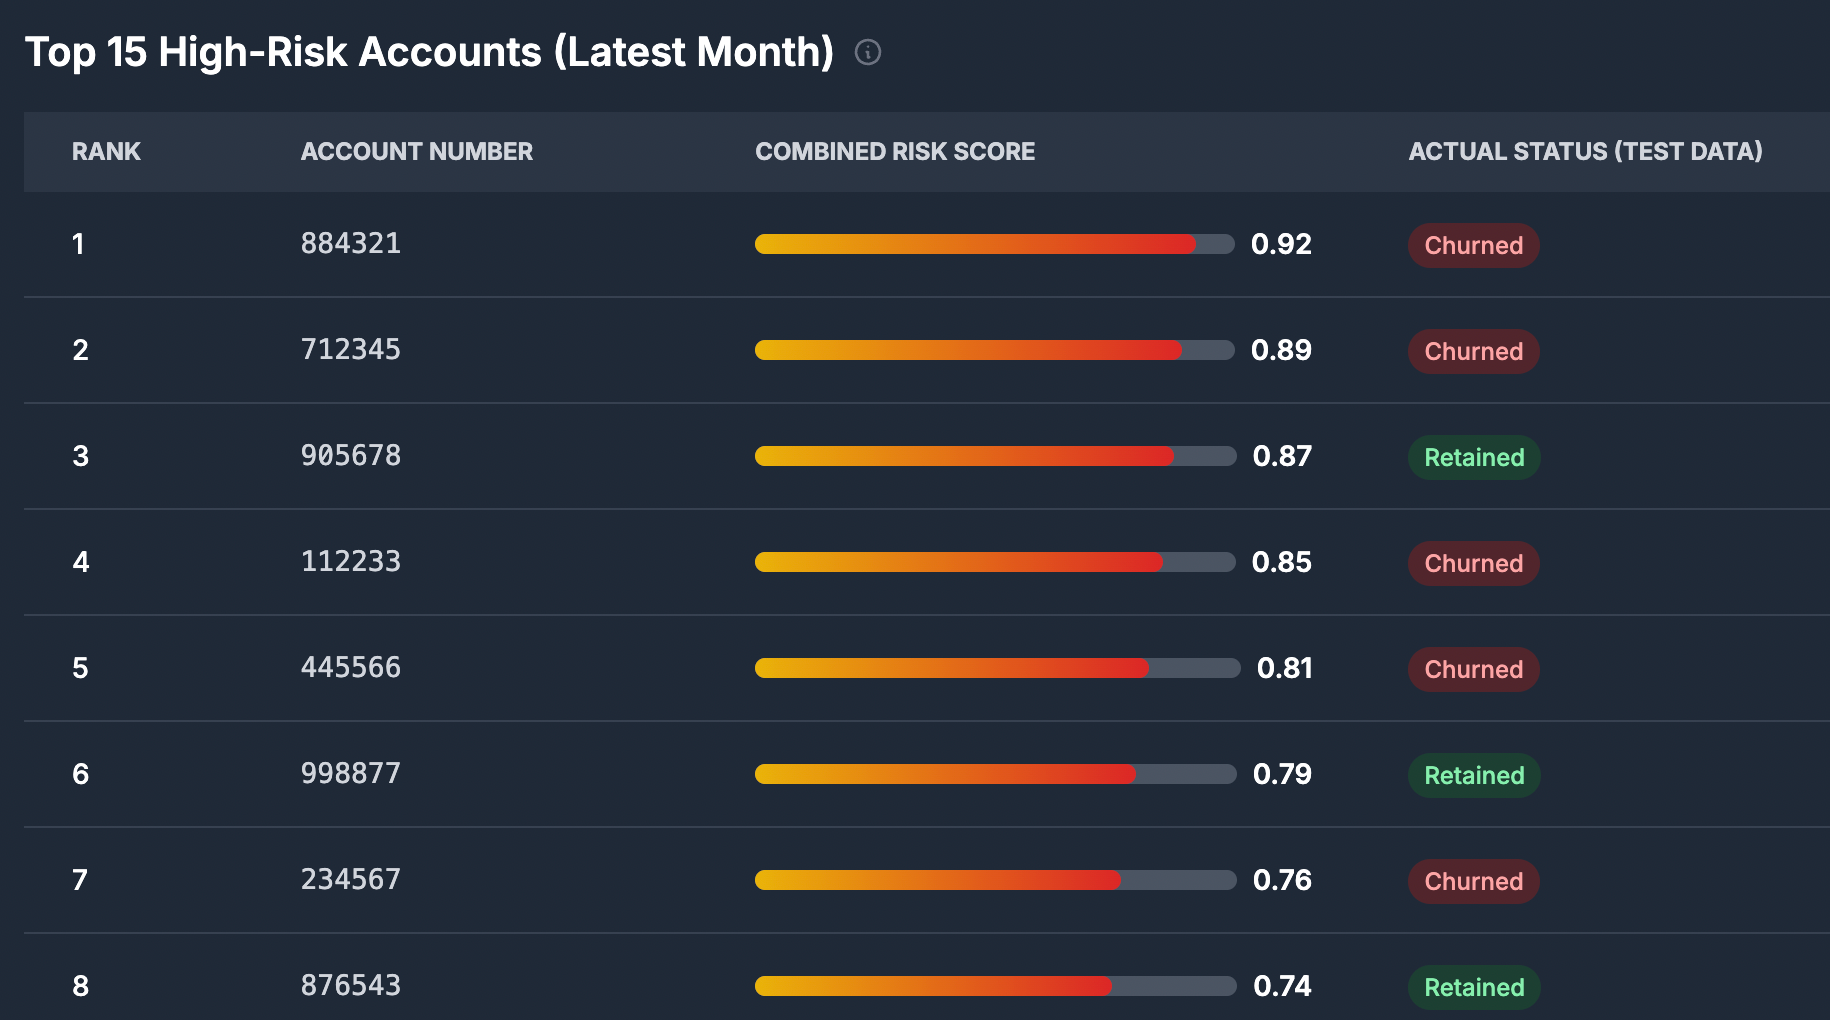 Top 15 High-Risk Accounts (Latest Month)
RANK ACCOUNT NUMBER COMBINED RISK SCORE ACTUAL STATUS (TEST DATA)
1 884321 0.92 Churned
2 712345 0.89 Churned
3 905678 0.87 Retained
4 112233 0.85 Churned
5 445566 0.81 Churned
6 998877 0.79 Retained
7 234567 0.76 Churned
8 876543 0.74 Retained